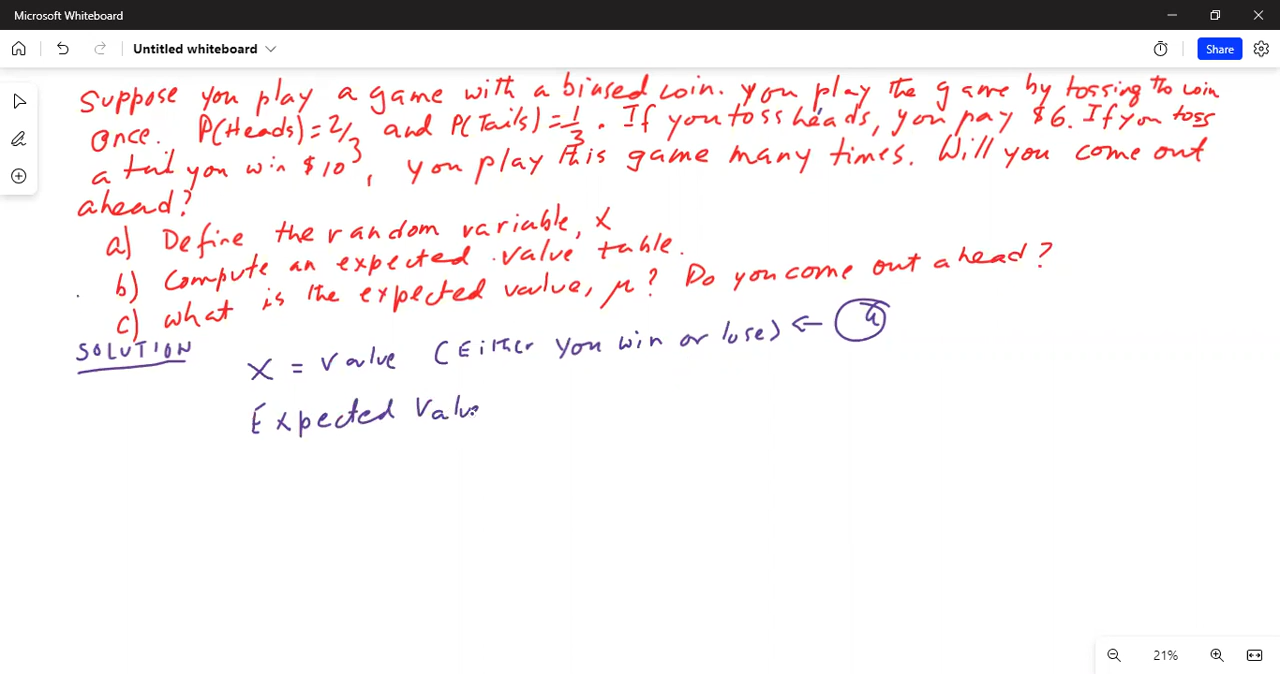 Microsoft Whiteboard
Untitled whiteboard
Share
Suppose you play a game with a biased coin. You play the game by tossing the coin
once. P(Heads)=2/3 and P(Tails)=1/3. If you toss heads, you pay $6. If you toss
a tail you win $10, you play this game many times. Will you come out
ahead?
a) Define the random variable, X
b) Compute an expected value table.
c) what is the expected value, μ? Do you come out ahead?
SOLUTION
X = value (Either you win or lose) ← a
Expected Value
21%